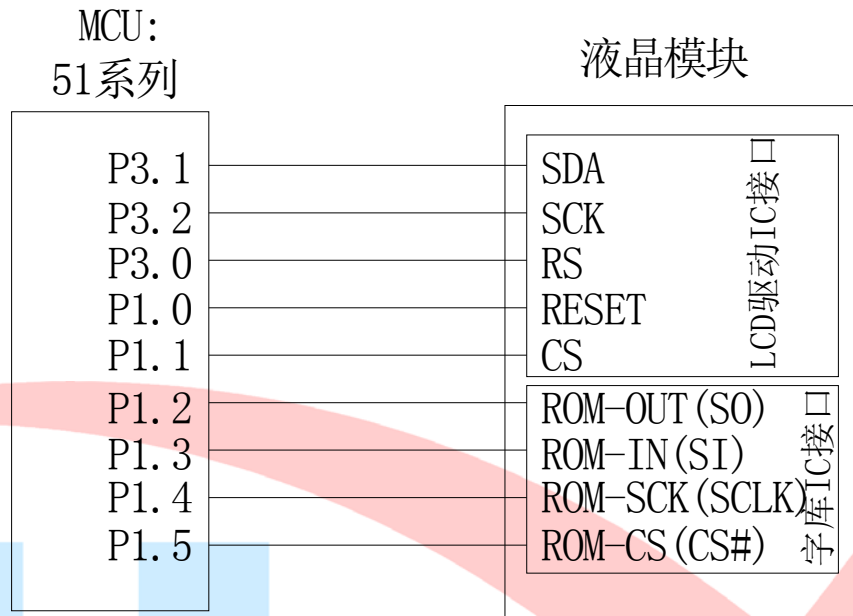 MCU:
51系列
液晶模块
P3.1
P3.2
P3.0
P1.0
P1.1
P1.2
P1.3
P1.4
P1.5
SDA
SCK
RS
RESET
CS
LCD驱动IC接口
ROM-OUT(SO)
ROM-IN(SI)
ROM-SCK(SCLK)
ROM-CS(CS#)
字库IC接口